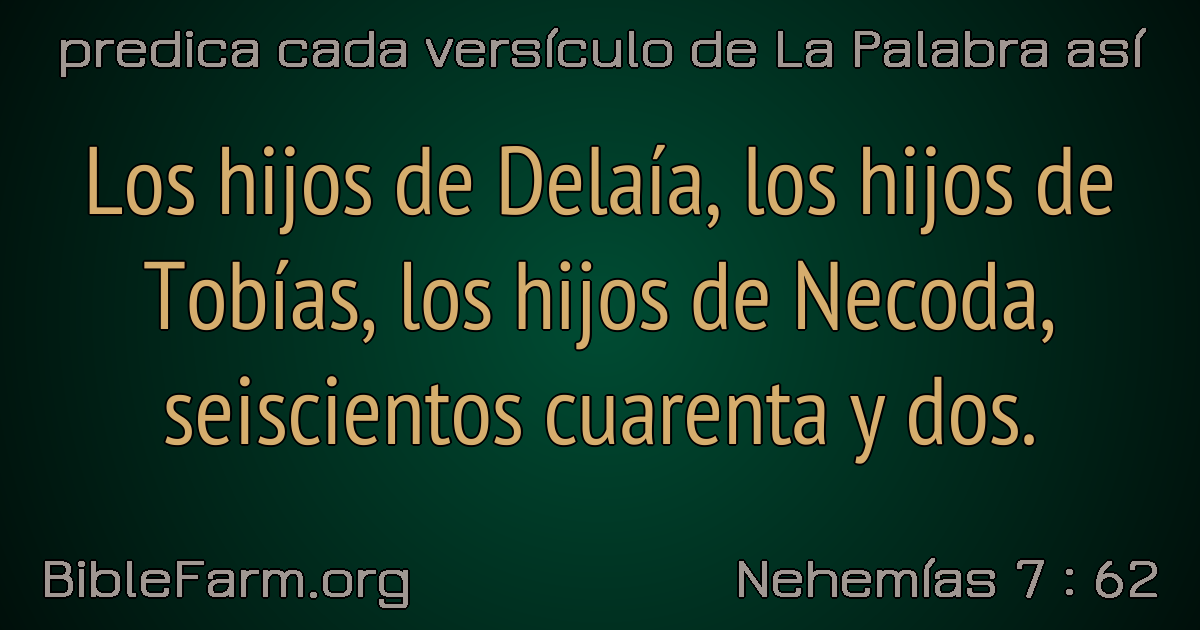 predica cada versículo de La Palabra así
Los hijos de Delaía, los hijos de
Tobías, los hijos de Necoda,
seiscientos cuarenta y dos.
BibleFarm.org
Nehemías 7 : 62